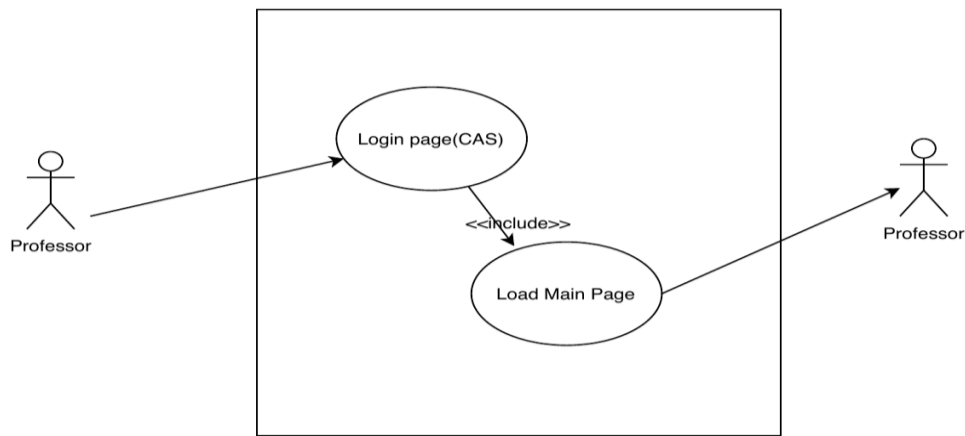 Login page(CAS)
Professor
<<include>>
Professor
Load Main Page